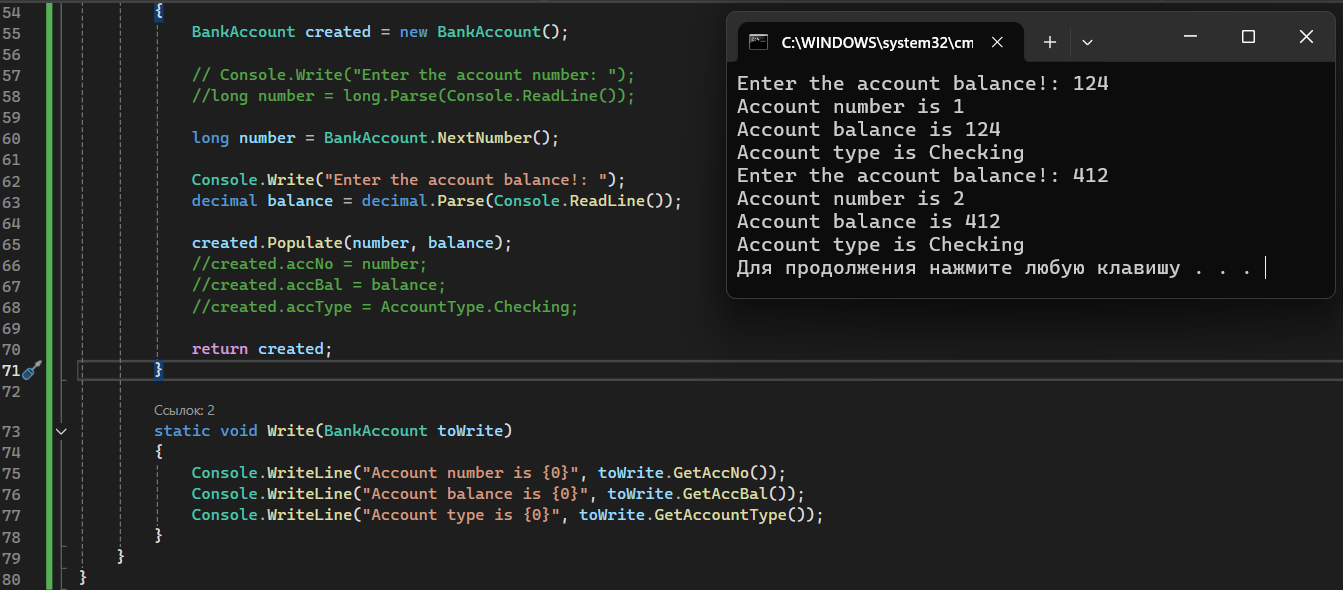 54 {
55 BankAccount created = new BankAccount();
56
57 // Console.Write("Enter the account number: ");
58 //long number = long.Parse(Console.ReadLine());
59
60 long number = BankAccount.NextNumber();
61
62 Console.Write("Enter the account balance!: ");
63 decimal balance = decimal.Parse(Console.ReadLine());
64
65 created.Populate(number, balance);
66 //created.accNo = number;
67 //created.accBal = balance;
68 //created.accType = AccountType.Checking;
69
70 return created;
71 }
72
Ссылок: 2
73 static void Write(BankAccount toWrite)
74 {
75 Console.WriteLine("Account number is {0}", toWrite.GetAccNo());
76 Console.WriteLine("Account balance is {0}", toWrite.GetAccBal());
77 Console.WriteLine("Account type is {0}", toWrite.GetAccountType());
78 }
79 }
80 }
C:\WINDOWS\system32\cm
Enter the account balance!: 124
Account number is 1
Account balance is 124
Account type is Checking
Enter the account balance!: 412
Account number is 2
Account balance is 412
Account type is Checking
Для продолжения нажмите любую клавишу . . .